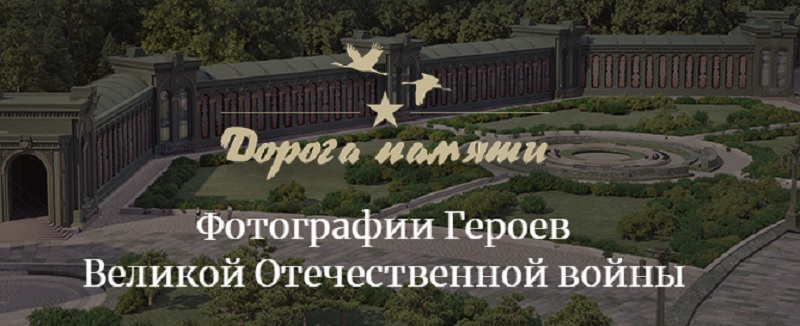 Дорога памяти
Фотографии Героев
Великой Отечественной войны